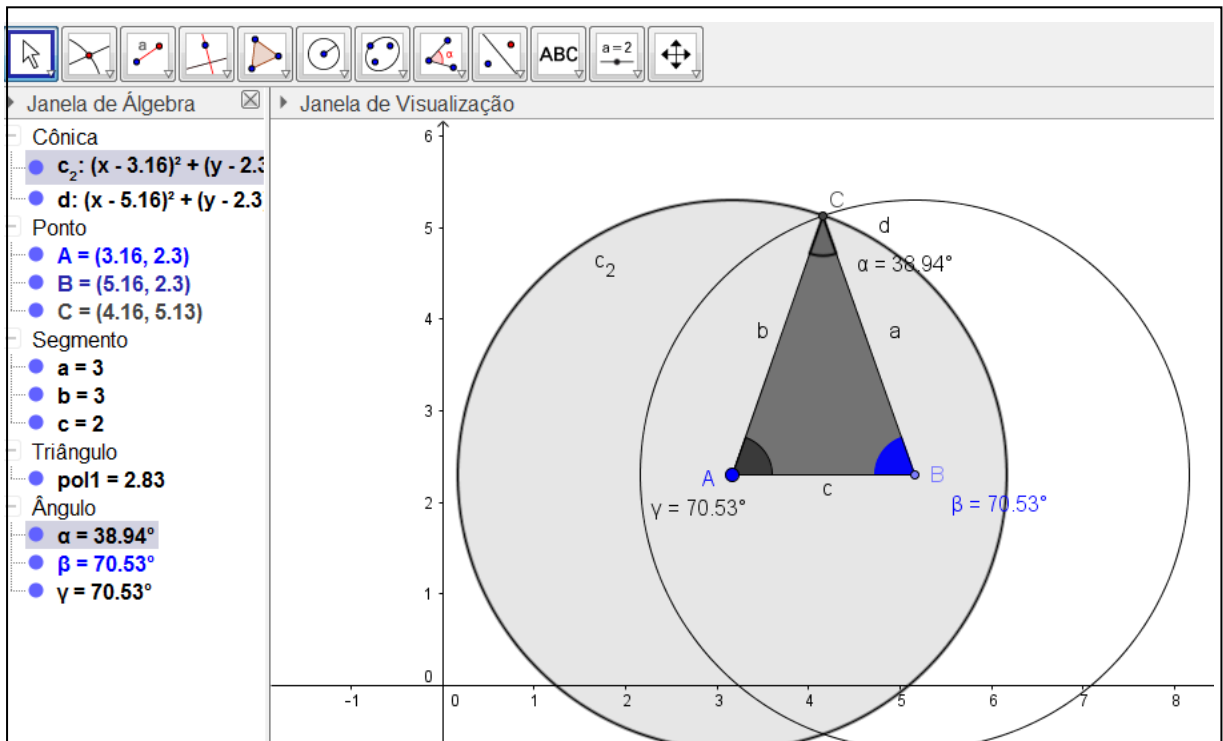 a
α
ABC
a=2
Janela de Álgebra
Janela de Visualização
Cônica
c₂: (x - 3.16)² + (y - 2.3
d: (x - 5.16)² + (y - 2.3
Ponto
A = (3.16, 2.3)
B = (5.16, 2.3)
C = (4.16, 5.13)
Segmento
a = 3
b = 3
c = 2
Triângulo
pol1 = 2.83
Ângulo
α = 38.94°
β = 70.53°
γ = 70.53°
6
C
5
d
c₂
α = 38.94°
4
b
a
3
A
B
c
2
γ = 70.53°
β = 70.53°
1
0
-1
0
1
2
3
4
5
6
7
8